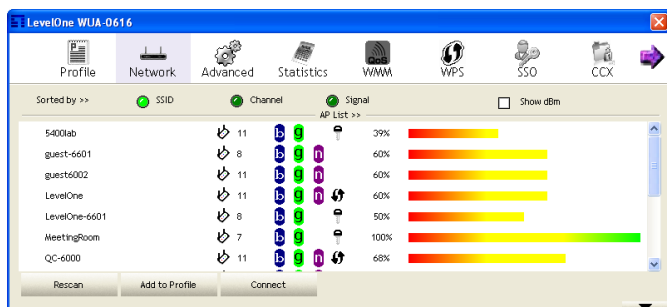 LevelOne WUA-0616
Profile Network Advanced Statistics WMM WPS SSO CCX
QoS
Sorted by >> SSID Channel Signal Show dBm
AP List >>
5400lab 11 b g 39%
guest-6601 8 b g n 60%
guest6002 11 b g n 60%
LevelOne 11 b g n 60%
LevelOne-6601 8 b g 50%
MeetingRoom 7 b g 100%
QC-6000 11 b g n 68%
Rescan Add to Profile Connect